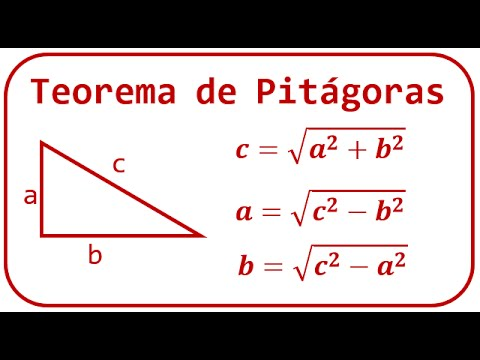 Teorema de Pitágoras
c = √(a² + b²)
c
a
a = √(c² − b²)
b
b = √(c² − a²)